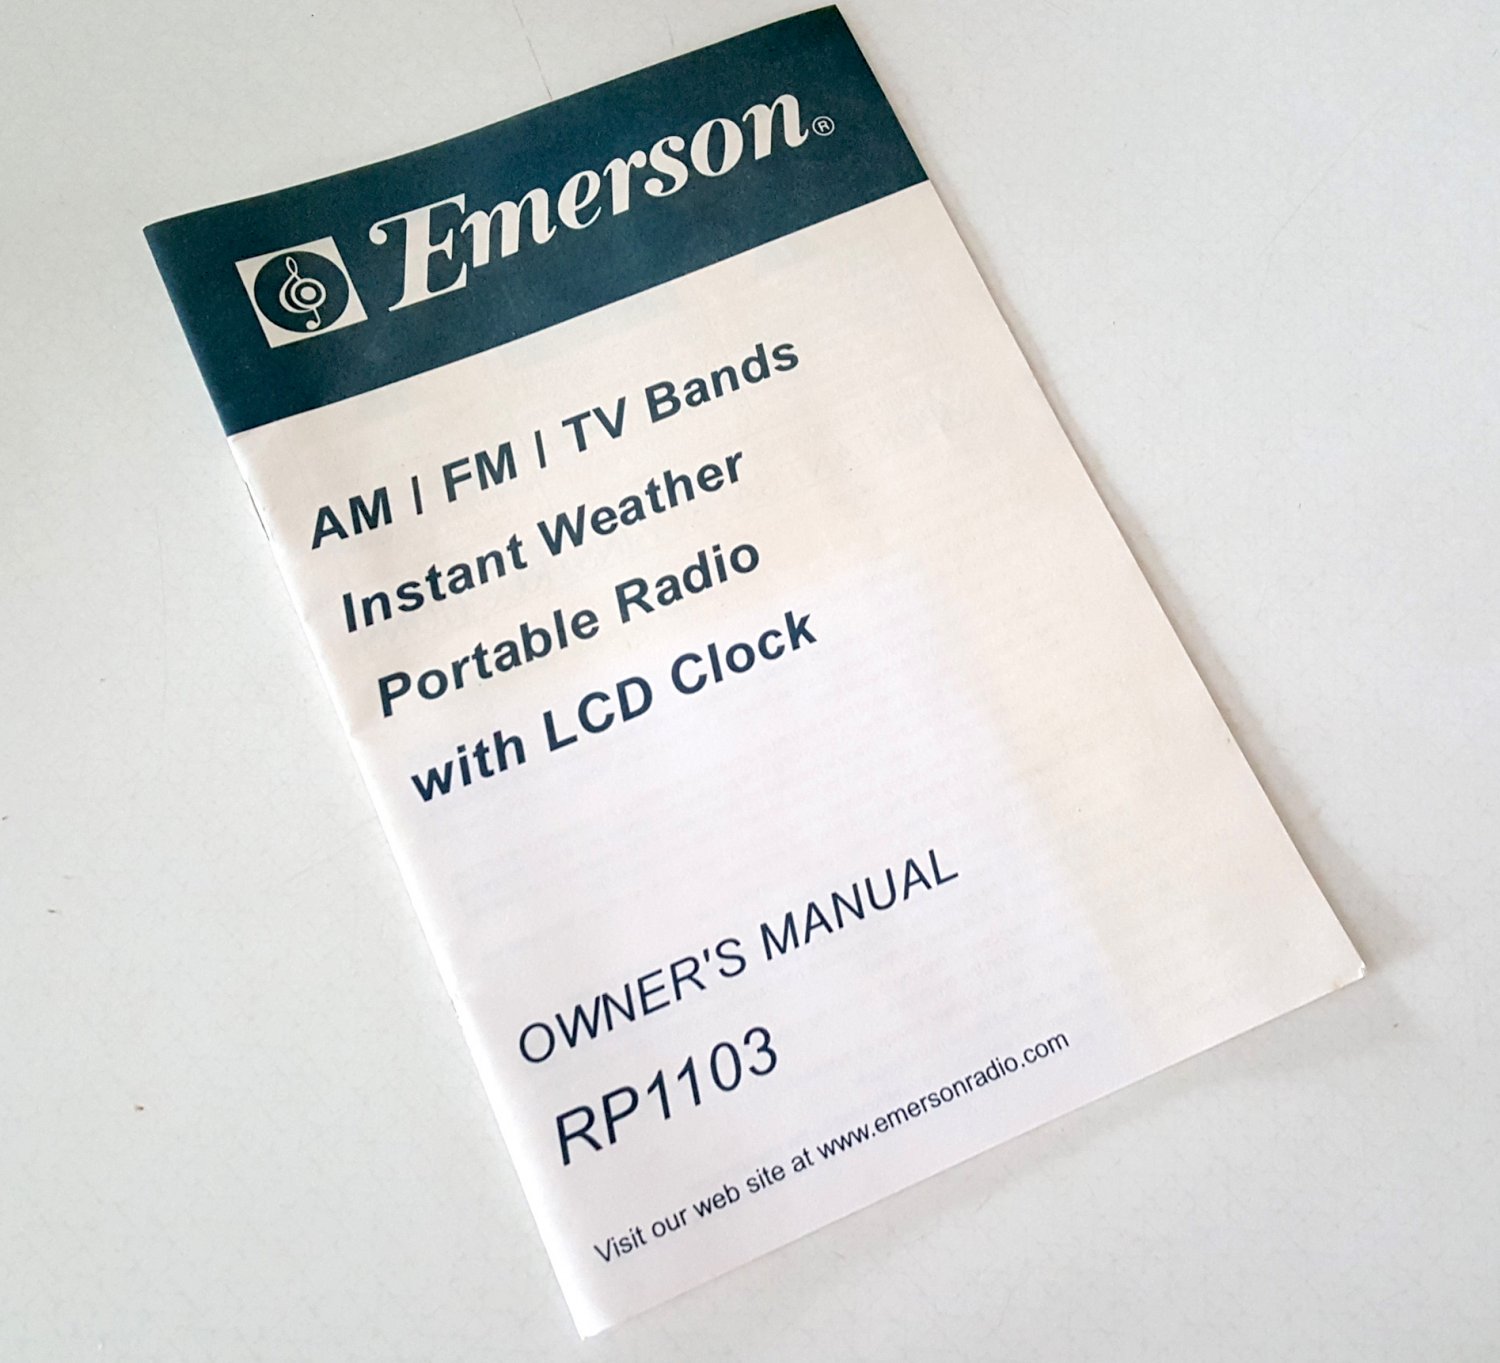 Emerson®
AM / FM / TV Bands
Instant Weather
Portable Radio
with LCD Clock
OWNER'S MANUAL
RP1103
Visit our web site at www.emersonradio.com